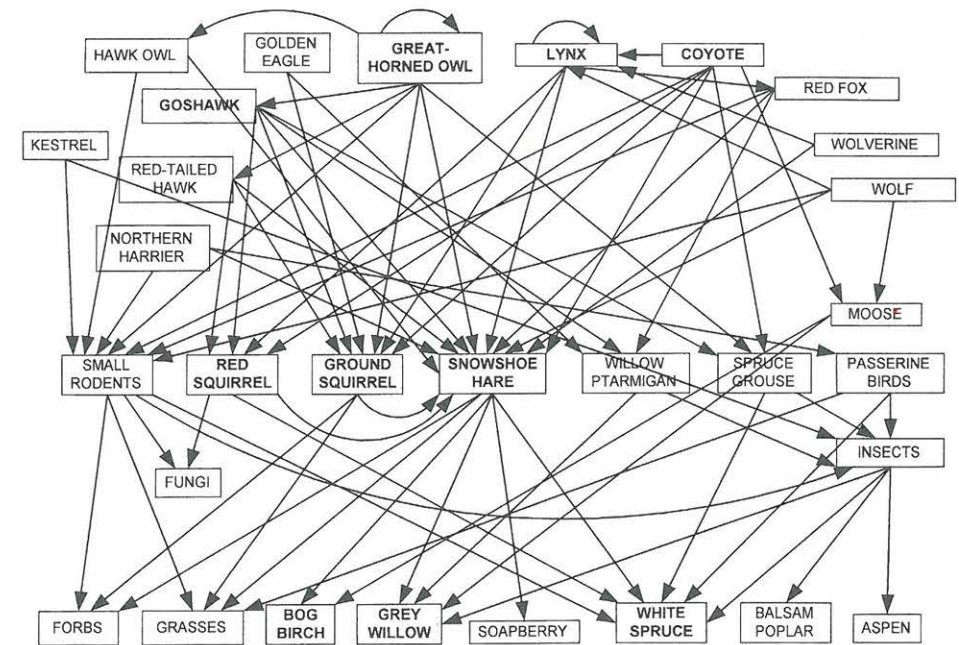 HAWK OWL
GOLDEN
EAGLE
GREAT-
HORNED OWL
LYNX
COYOTE
RED FOX
GOSHAWK
KESTREL
WOLVERINE
RED-TAILED
HAWK
WOLF
NORTHERN
HARRIER
MOOSE
SMALL
RODENTS
RED
SQUIRREL
GROUND
SQUIRREL
SNOWSHOE
HARE
WILLOW
PTARMIGAN
SPRUCE
GROUSE
PASSERINE
BIRDS
INSECTS
FUNGI
FORBS
GRASSES
BOG
BIRCH
GREY
WILLOW
SOAPBERRY
WHITE
SPRUCE
BALSAM
POPLAR
ASPEN